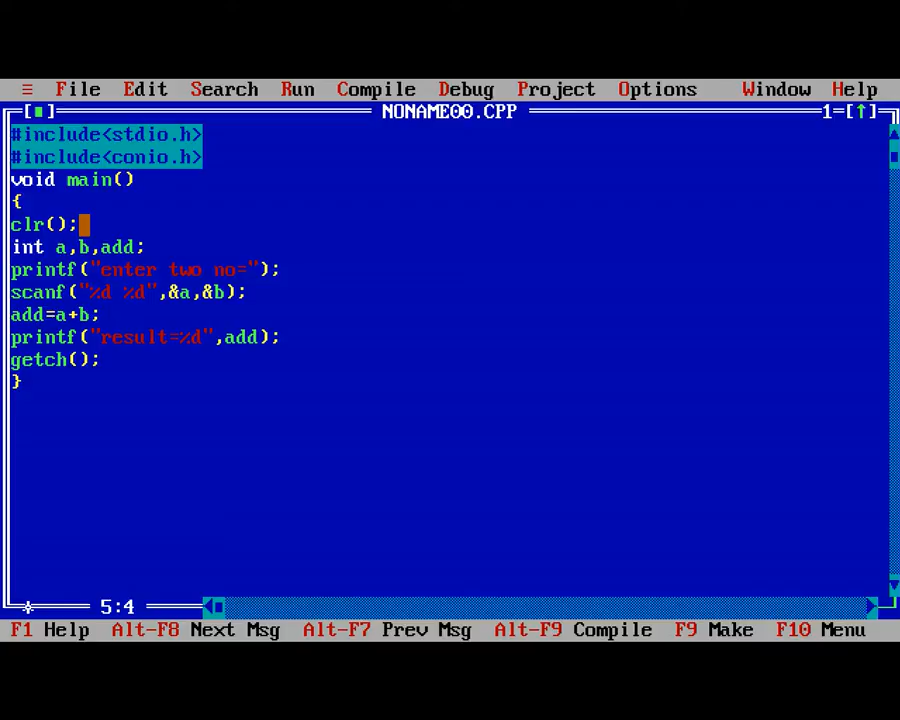 ≡ File Edit Search Run Compile Debug Project Options Window Help
[■] NONAME00.CPP 1=[↑]
#include<stdio.h>
#include<conio.h>
void main()
{
clr();
int a,b,add;
printf("enter two no=");
scanf("%d %d",&a,&b);
add=a+b;
printf("result=%d",add);
getch();
}
5:4
F1 Help Alt-F8 Next Msg Alt-F7 Prev Msg Alt-F9 Compile F9 Make F10 Menu